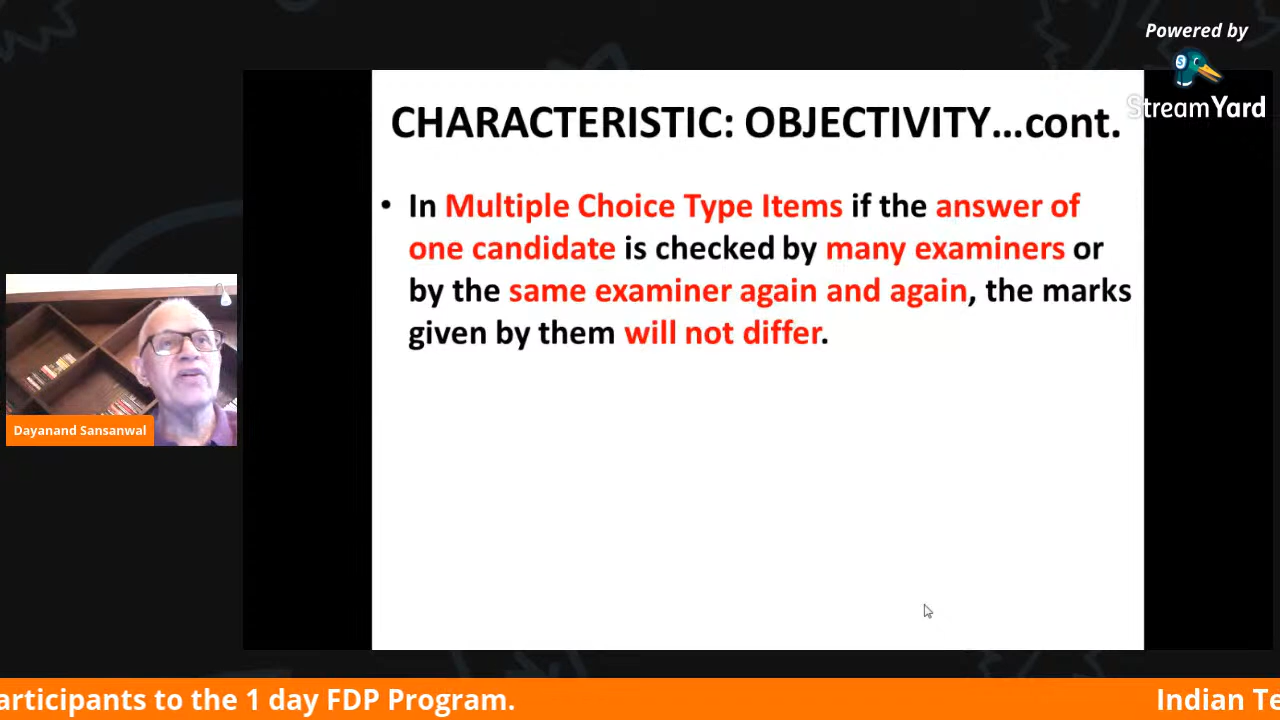 Powered by
StreamYard
CHARACTERISTIC: OBJECTIVITY...cont.
• In Multiple Choice Type Items if the answer of
one candidate is checked by many examiners or
by the same examiner again and again, the marks
given by them will not differ.
Dayanand Sansanwal
articipants to the 1 day FDP Program.
Indian Te